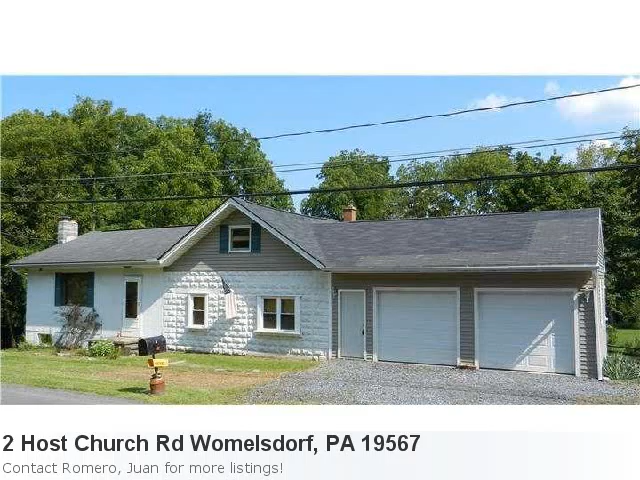 2 Host Church Rd Womelsdorf, PA 19567
Contact Romero, Juan for more listings!